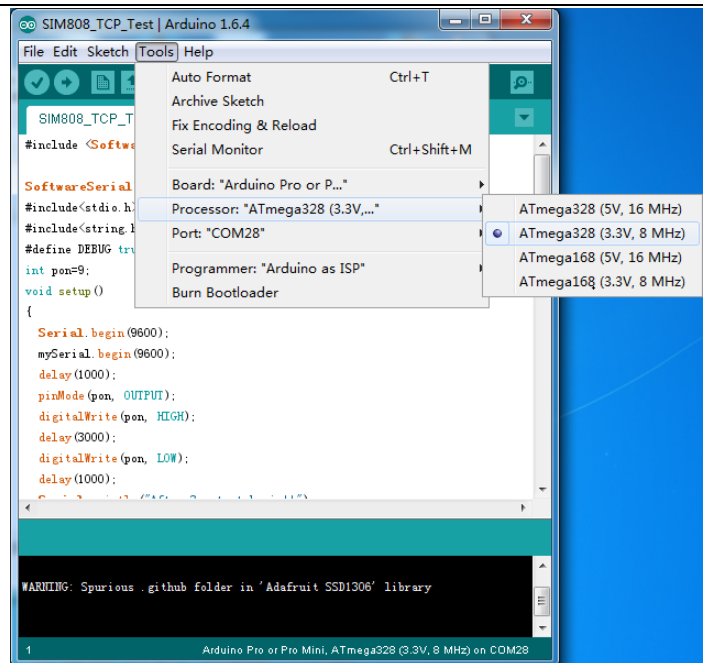 SIM808_TCP_Test | Arduino 1.6.4
File Edit Sketch Tools Help
Auto Format Ctrl+T
Archive Sketch
Fix Encoding & Reload
Serial Monitor Ctrl+Shift+M
Board: "Arduino Pro or P..."
Processor: "ATmega328 (3.3V,..."
Port: "COM28"
Programmer: "Arduino as ISP"
Burn Bootloader
ATmega328 (5V, 16 MHz)
ATmega328 (3.3V, 8 MHz)
ATmega168 (5V, 16 MHz)
ATmega168 (3.3V, 8 MHz)
SIM808_TCP_T
#include <Softwa
SoftwareSerial
#include<stdio.h
#include<string.h
#define DEBUG tru
int pon=9;
void setup()
{
Serial.begin(9600);
mySerial.begin(9600);
delay(1000);
pinMode(pon, OUTPUT);
digitalWrite(pon, HIGH);
delay(3000);
digitalWrite(pon, LOW);
delay(1000);
WARNING: Spurious .github folder in 'Adafruit SSD1306' library
1 Arduino Pro or Pro Mini, ATmega328 (3.3V, 8 MHz) on COM28